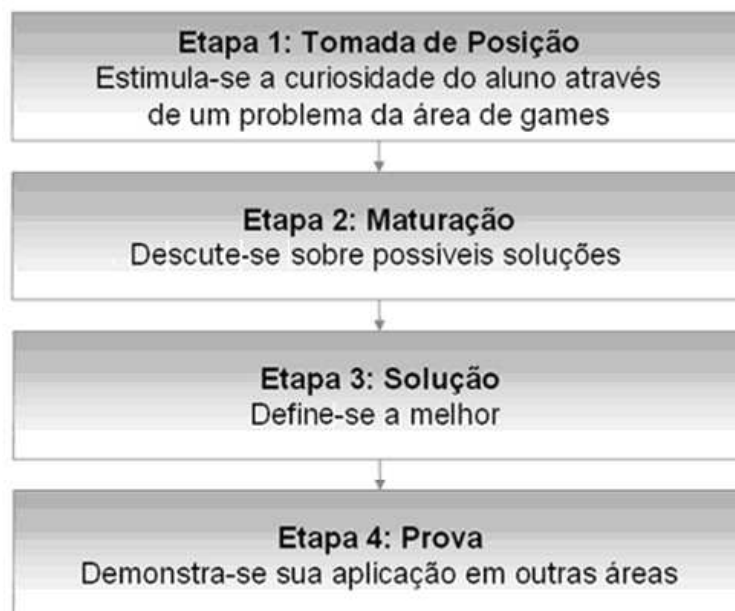 Etapa 1: Tomada de Posição
Estimula-se a curiosidade do aluno através
de um problema da área de games
Etapa 2: Maturação
Descute-se sobre possíveis soluções
Etapa 3: Solução
Define-se a melhor
Etapa 4: Prova
Demonstra-se sua aplicação em outras áreas